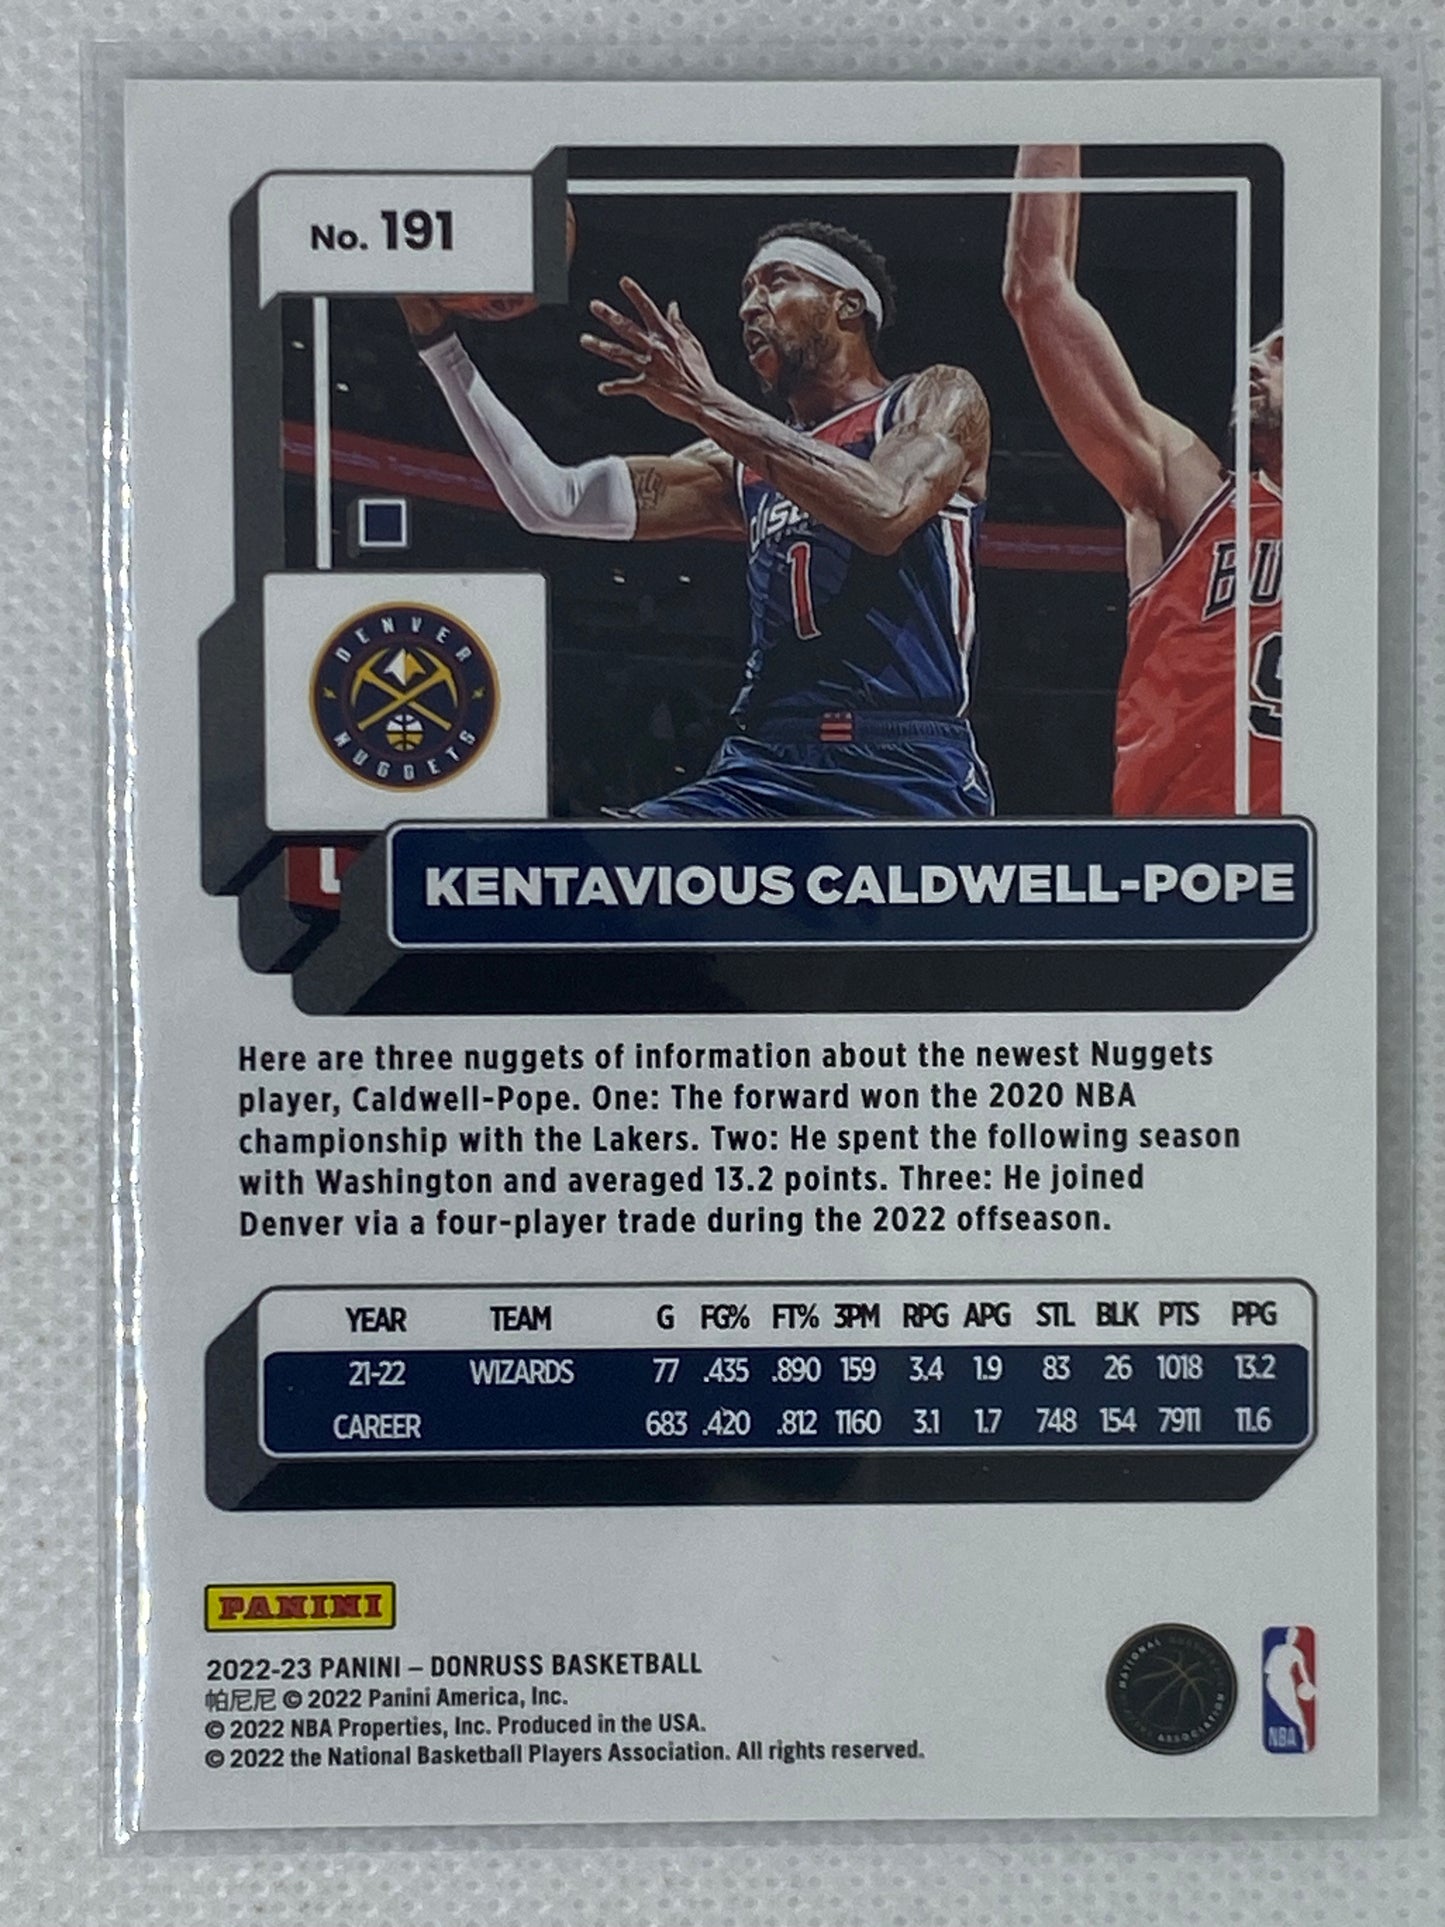 No. 191
1
BU
DENVER
NUGGETS
KENTAVIOUS CALDWELL-POPE
Here are three nuggets of information about the newest Nuggets
player, Caldwell-Pope. One: The forward won the 2020 NBA
championship with the Lakers. Two: He spent the following season
with Washington and averaged 13.2 points. Three: He joined
Denver via a four-player trade during the 2022 offseason.
YEAR TEAM G FG% FT% 3PM RPG APG STL BLK PTS PPG
21-22 WIZARDS 77 .435 .890 159 3.4 1.9 83 26 1018 13.2
CAREER 683 .420 .812 1160 3.1 1.7 748 154 7911 11.6
PANINI
2022-23 PANINI – DONRUSS BASKETBALL
帕尼尼 © 2022 Panini America, Inc.
© 2022 NBA Properties, Inc. Produced in the USA.
© 2022 the National Basketball Players Association. All rights reserved.
NATIONAL BASKETBALL PLAYERS ASSOCIATION
NBA